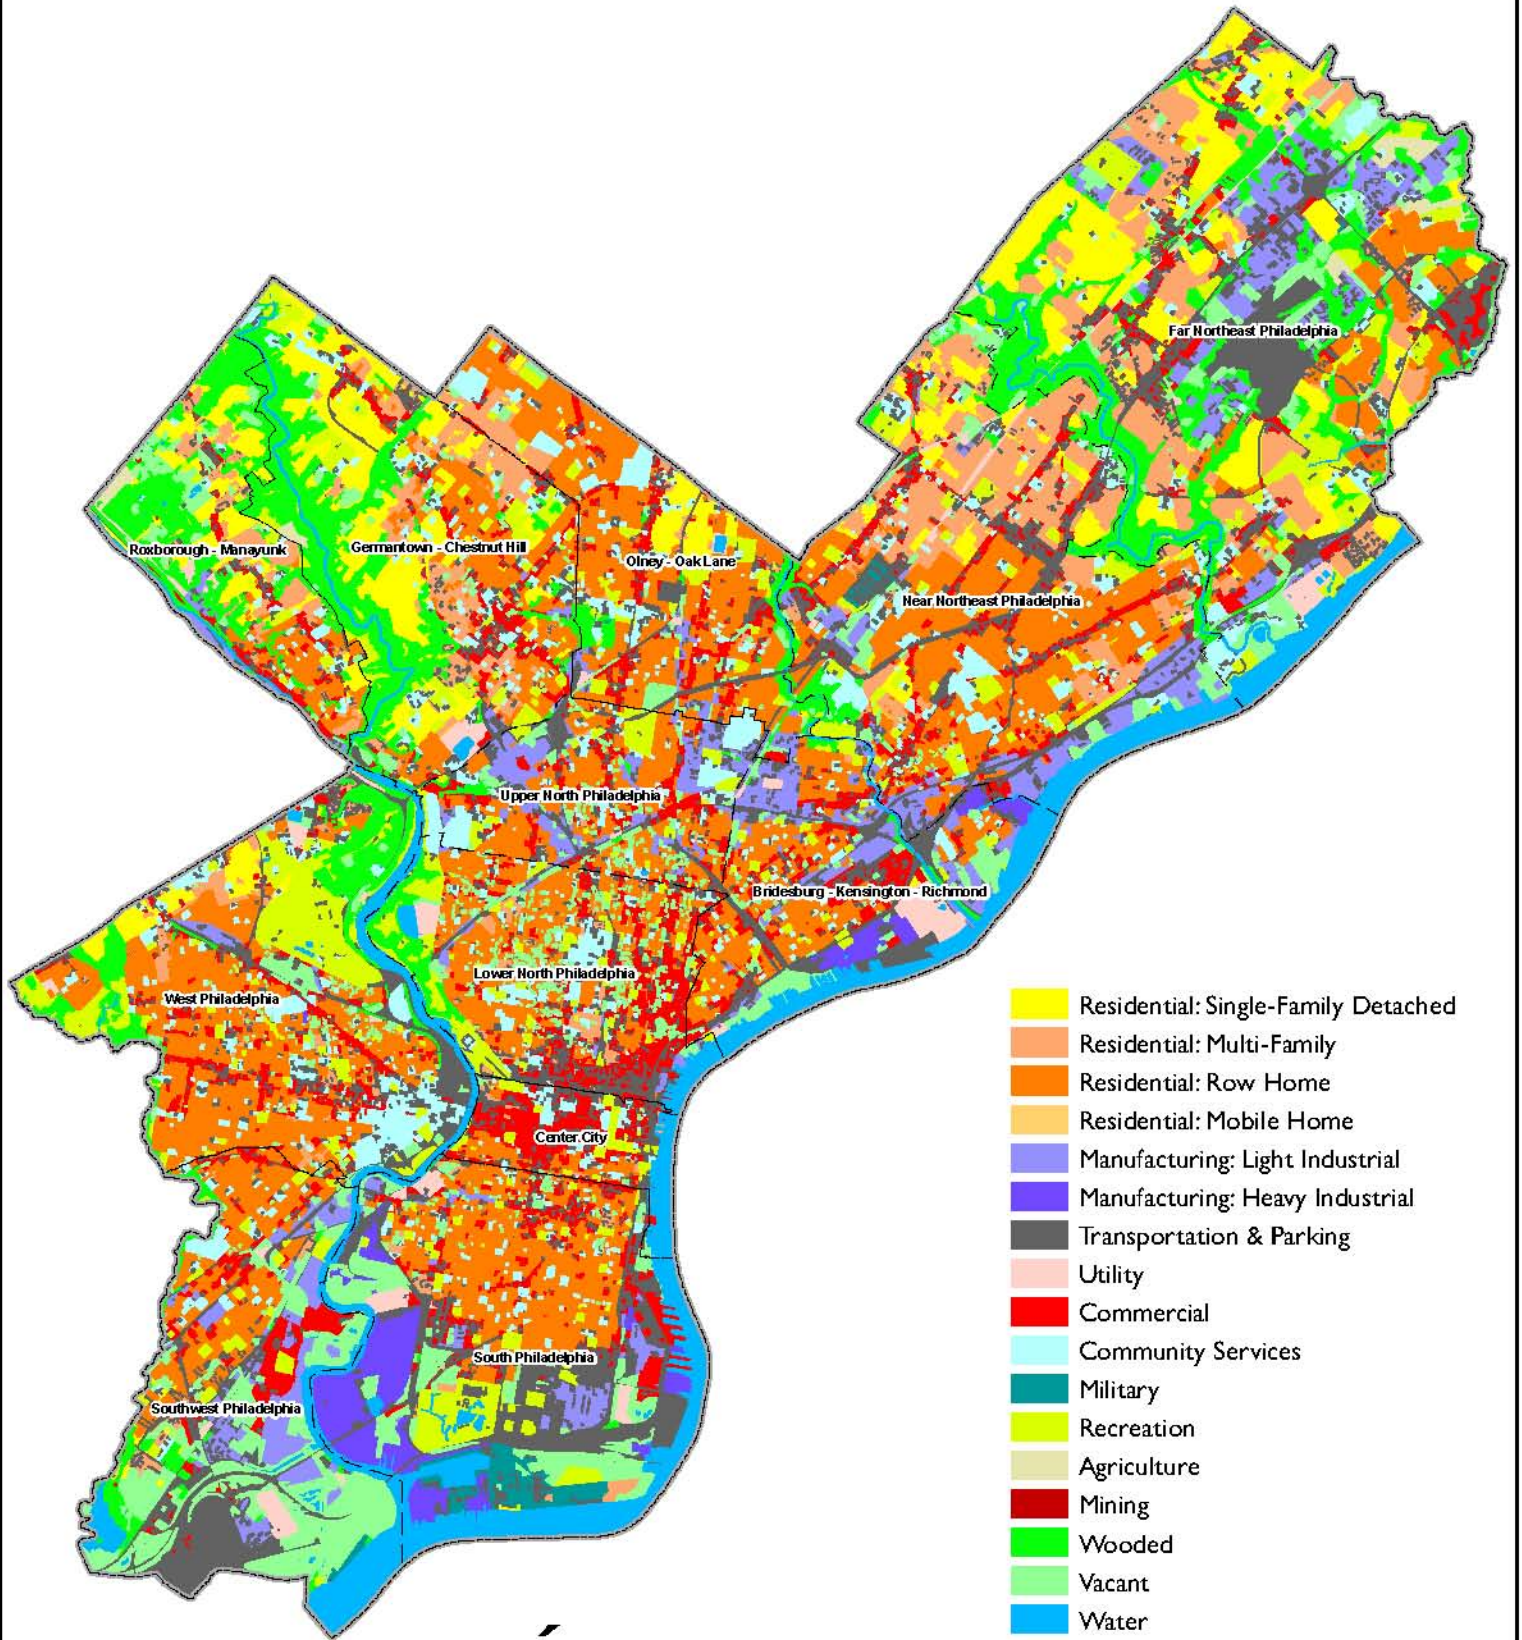 Far Northeast Philadelphia
Roxborough - Manayunk
Germantown - Chestnut Hill
Olney - Oak Lane
Near Northeast Philadelphia
Upper North Philadelphia
Bridesburg - Kensington - Richmond
Lower North Philadelphia
West Philadelphia
Center City
South Philadelphia
Southwest Philadelphia
Residential: Single-Family Detached
Residential: Multi-Family
Residential: Row Home
Residential: Mobile Home
Manufacturing: Light Industrial
Manufacturing: Heavy Industrial
Transportation & Parking
Utility
Commercial
Community Services
Military
Recreation
Agriculture
Mining
Wooded
Vacant
Water